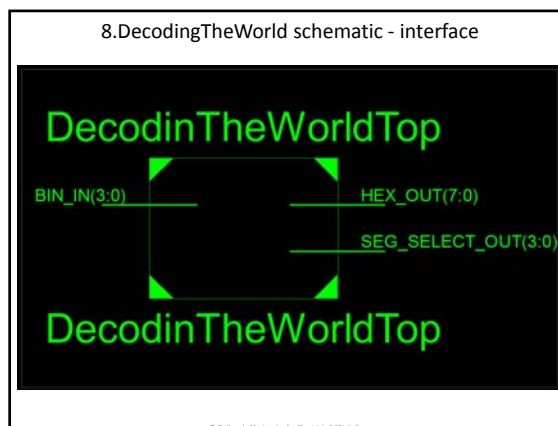 8.DecodingTheWorld schematic - interface
DecodinTheWorldTop
BIN_IN(3:0)
HEX_OUT(7:0)
SEG_SELECT_OUT(3:0)
DecodinTheWorldTop